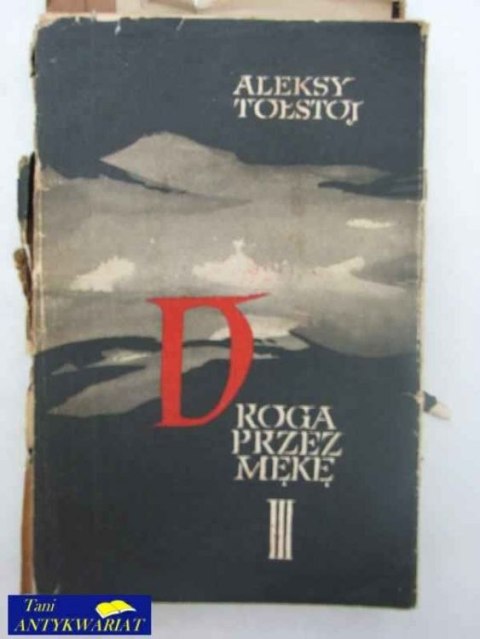 ALEKSY
TOŁSTOJ
DROGA
PRZEZ
MĘKĘ
III
Tani
ANTYKWARIAT